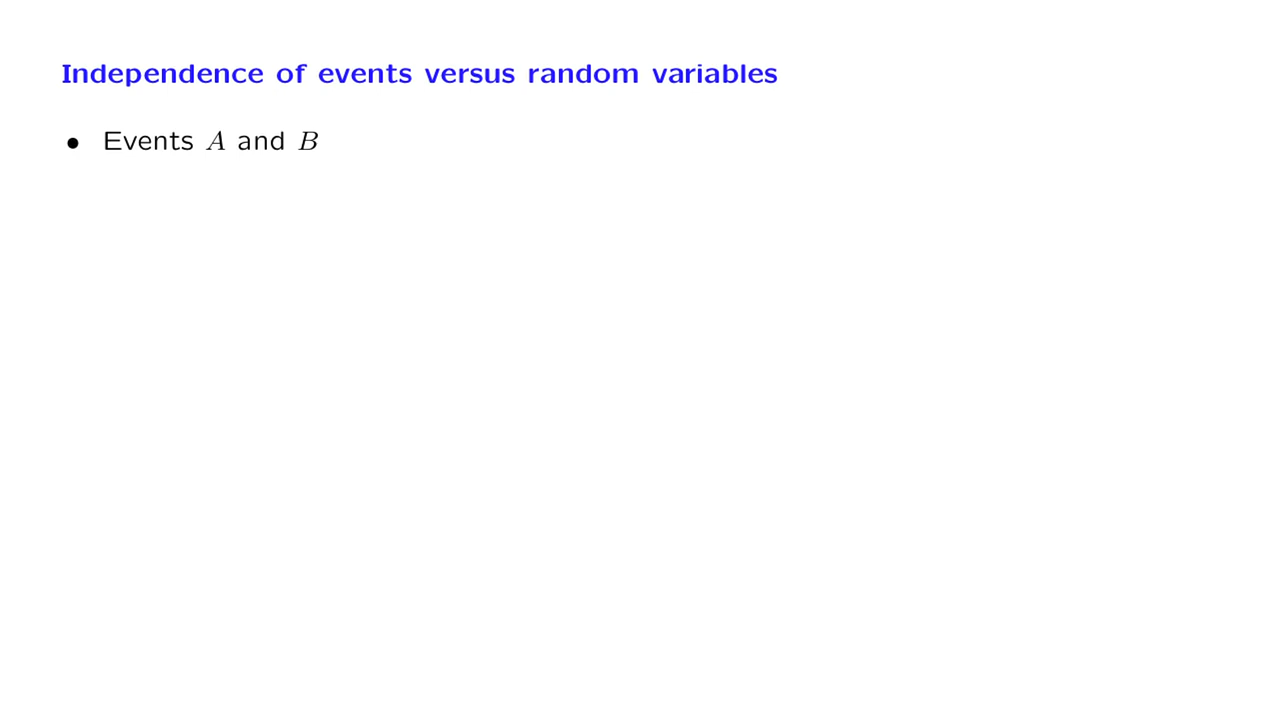 Independence of events versus random variables
• Events A and B